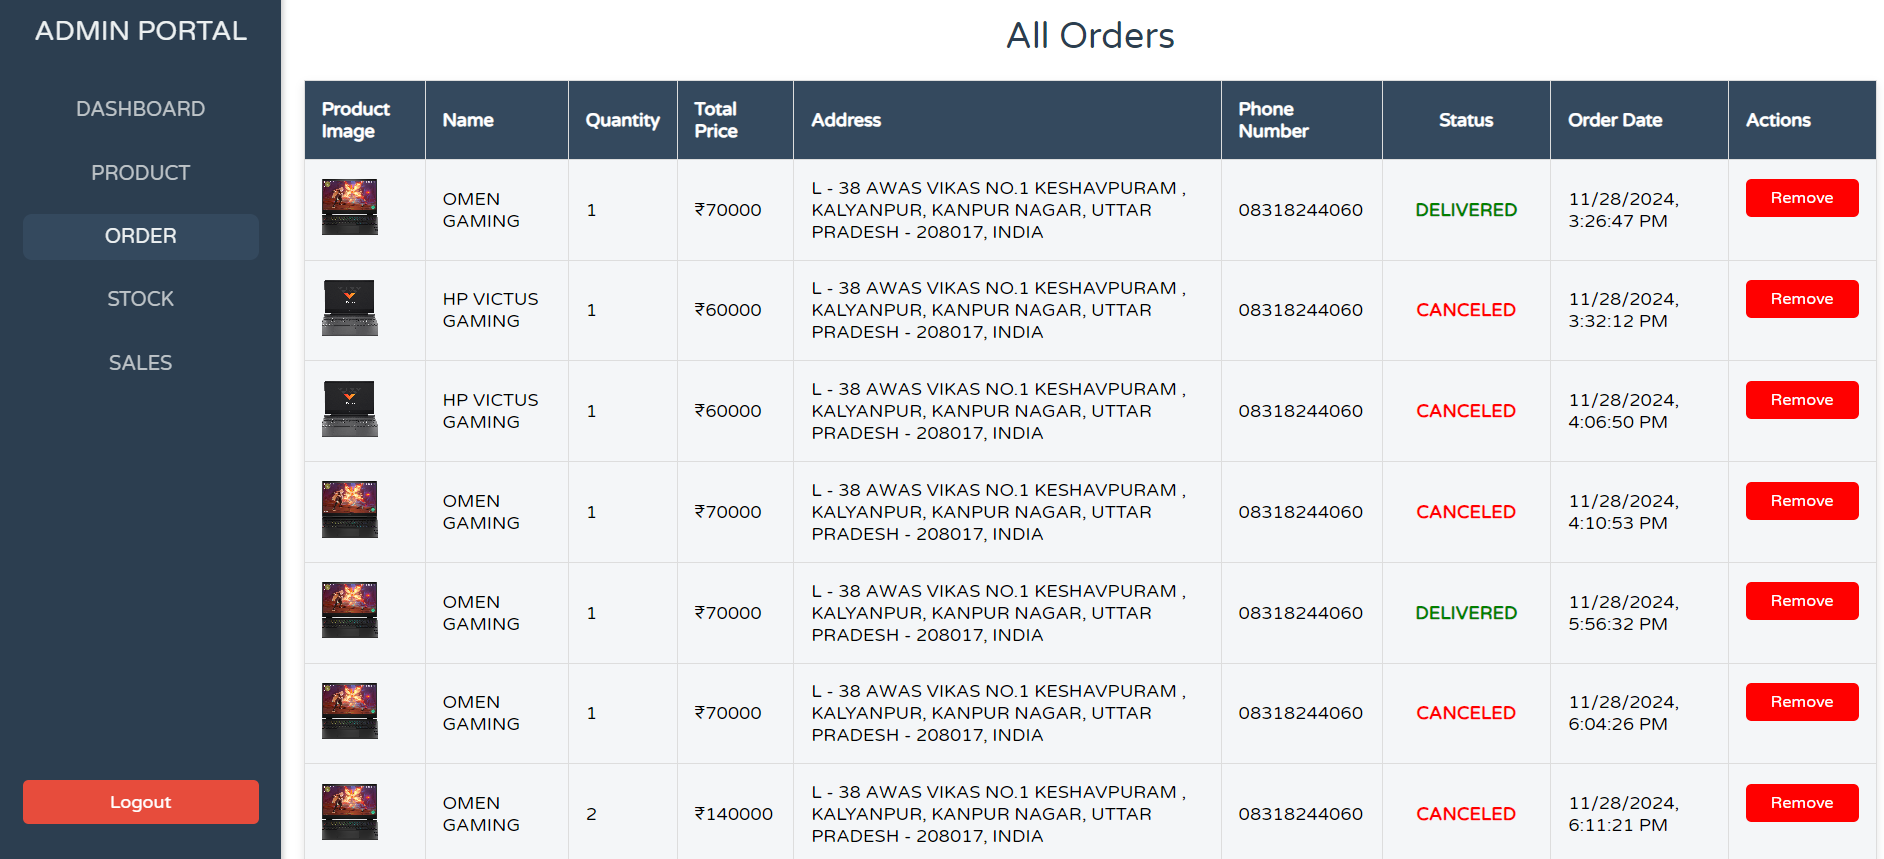 ADMIN PORTAL
DASHBOARD
PRODUCT
ORDER
STOCK
SALES
Logout
All Orders
Product Image Name Quantity Total Price Address Phone Number Status Order Date Actions
OMEN GAMING 1 ₹70000 L - 38 AWAS VIKAS NO.1 KESHAVPURAM , KALYANPUR, KANPUR NAGAR, UTTAR PRADESH - 208017, INDIA 08318244060 DELIVERED 11/28/2024, 3:26:47 PM Remove
HP VICTUS GAMING 1 ₹60000 L - 38 AWAS VIKAS NO.1 KESHAVPURAM , KALYANPUR, KANPUR NAGAR, UTTAR PRADESH - 208017, INDIA 08318244060 CANCELED 11/28/2024, 3:32:12 PM Remove
HP VICTUS GAMING 1 ₹60000 L - 38 AWAS VIKAS NO.1 KESHAVPURAM , KALYANPUR, KANPUR NAGAR, UTTAR PRADESH - 208017, INDIA 08318244060 CANCELED 11/28/2024, 4:06:50 PM Remove
OMEN GAMING 1 ₹70000 L - 38 AWAS VIKAS NO.1 KESHAVPURAM , KALYANPUR, KANPUR NAGAR, UTTAR PRADESH - 208017, INDIA 08318244060 CANCELED 11/28/2024, 4:10:53 PM Remove
OMEN GAMING 1 ₹70000 L - 38 AWAS VIKAS NO.1 KESHAVPURAM , KALYANPUR, KANPUR NAGAR, UTTAR PRADESH - 208017, INDIA 08318244060 DELIVERED 11/28/2024, 5:56:32 PM Remove
OMEN GAMING 1 ₹70000 L - 38 AWAS VIKAS NO.1 KESHAVPURAM , KALYANPUR, KANPUR NAGAR, UTTAR PRADESH - 208017, INDIA 08318244060 CANCELED 11/28/2024, 6:04:26 PM Remove
OMEN GAMING 2 ₹140000 L - 38 AWAS VIKAS NO.1 KESHAVPURAM , KALYANPUR, KANPUR NAGAR, UTTAR PRADESH - 208017, INDIA 08318244060 CANCELED 11/28/2024, 6:11:21 PM Remove